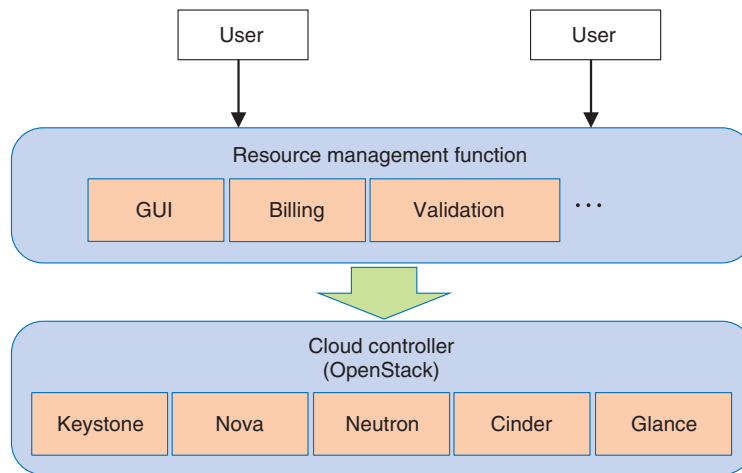 User
User
Resource management function
GUI
Billing
Validation
...
Cloud controller
(OpenStack)
Keystone
Nova
Neutron
Cinder
Glance